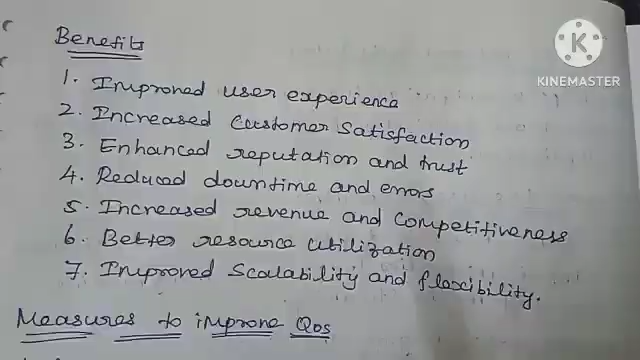 Benefits
KINEMASTER
1. Improved user experience
2. Increased Customer Satisfaction
3. Enhanced reputation and trust
4. Reduced downtime and errors
5. Increased revenue and Competitiveness
6. Better resource utilization
7. Improved Scalability and flexibility.
Measures to improve Qos